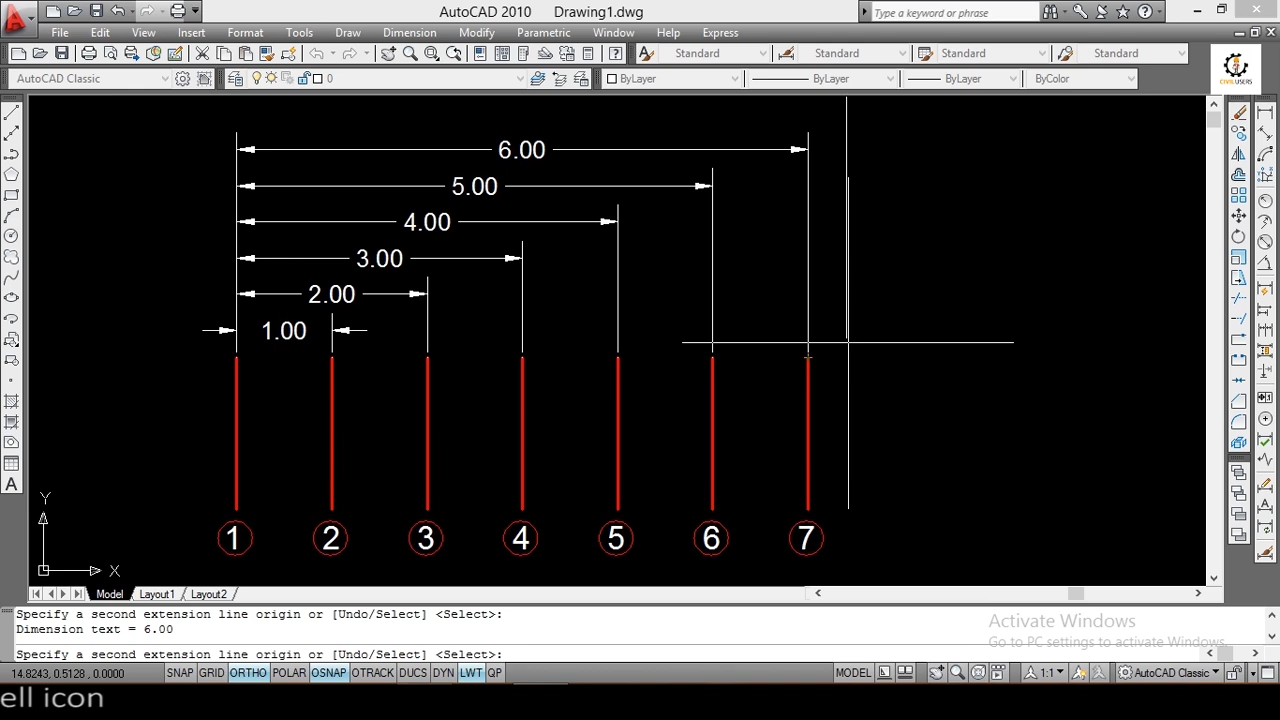 AutoCAD 2010 Drawing1.dwg
Type a keyword or phrase
File Edit View Insert Format Tools Draw Dimension Modify Parametric Window Help Express
Standard Standard Standard Standard
AutoCAD Classic 0 ByLayer ByLayer ByLayer ByColor
CIVIL USERS
6.00
5.00
4.00
3.00
2.00
1.00
1 2 3 4 5 6 7
Y
X
Model Layout1 Layout2
Specify a second extension line origin or [Undo/Select] <Select>:
Dimension text = 6.00
Specify a second extension line origin or [Undo/Select] <Select>:
Activate Windows
Go to PC settings to activate Windows.
14.8243, 0.5128 , 0.0000 SNAP GRID ORTHO POLAR OSNAP OTRACK DUCS DYN LWT QP MODEL 1:1 AutoCAD Classic
ell icon